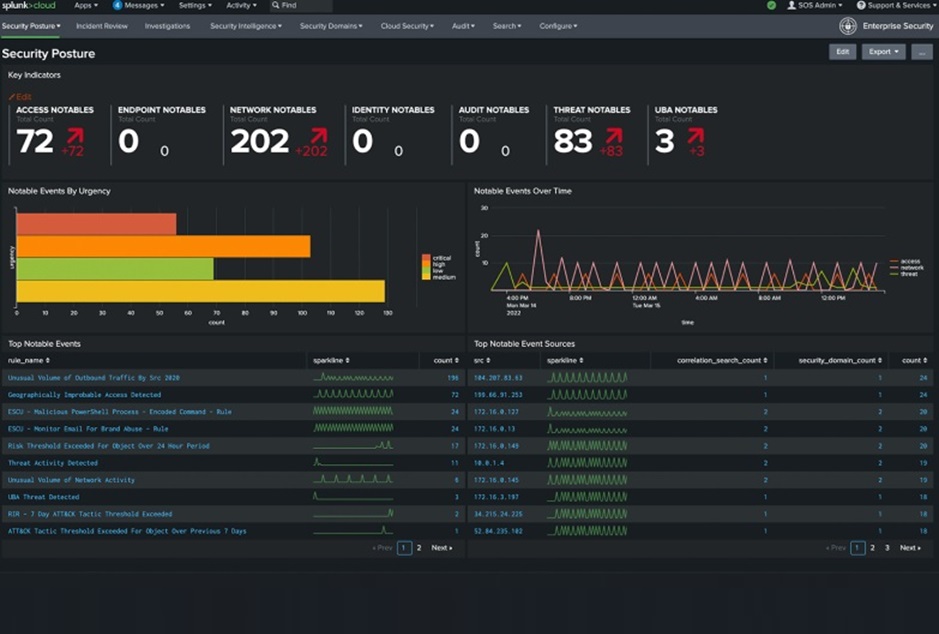 splunk>cloud Apps Messages Settings Activity Find SOS Admin Support & Services
Security Posture Incident Review Investigations Security Intelligence Security Domains Cloud Security Audit Search Configure Enterprise Security
Security Posture Edit Export ...
Key Indicators
Edit
ACCESS NOTABLES ENDPOINT NOTABLES NETWORK NOTABLES IDENTITY NOTABLES AUDIT NOTABLES THREAT NOTABLES UBA NOTABLES
Total Count Total Count Total Count Total Count Total Count Total Count Total Count
72 +72 0 0 202 +202 0 0 0 0 83 +83 3 +3
Notable Events By Urgency
urgency
critical
high
low
medium
0 10 20 30 40 50 60 70 80 90 100 110 120 130
count
Notable Events Over Time
30
20
10
count
access
network
threat
4:00 PM 8:00 PM 12:00 AM 4:00 AM 8:00 AM 12:00 PM
Mon Mar 14 Tue Mar 15
2022
time
Top Notable Events
rule_name sparkline count
Unusual Volume of Outbound Traffic By Src 2020 196
Geographically Improbable Access Detected 72
ESCU - Malicious PowerShell Process - Encoded Command - Rule 24
ESCU - Monitor Email For Brand Abuse - Rule 24
Risk Threshold Exceeded For Object Over 24 Hour Period 17
Threat Activity Detected 11
Unusual Volume of Network Activity 6
UBA Threat Detected 3
RIR - 7 Day ATT&CK Tactic Threshold Exceeded 2
ATT&CK Tactic Threshold Exceeded For Object Over Previous 7 Days 1
« Prev 1 2 Next »
Top Notable Event Sources
src sparkline correlation_search_count security_domain_count count
104.207.83.63 1 1 24
199.66.91.253 1 1 24
172.16.0.127 2 2 20
172.16.0.13 2 2 20
172.16.0.149 2 2 20
10.0.1.4 2 2 19
172.16.0.145 2 2 19
172.16.3.197 1 1 18
34.215.24.225 1 1 18
52.84.235.102 1 1 18
« Prev 1 2 3 Next »